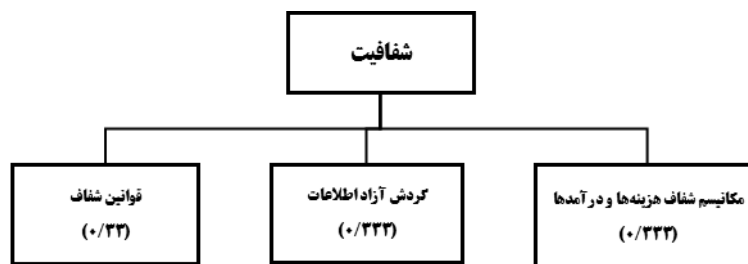 شفافیت
مکانیسم شفاف هزینه‌ها و درآمدها
(۰/۳۳۳)
گردش آزاد اطلاعات
(۰/۳۳۳)
قوانین شفاف
(۰/۳۳)